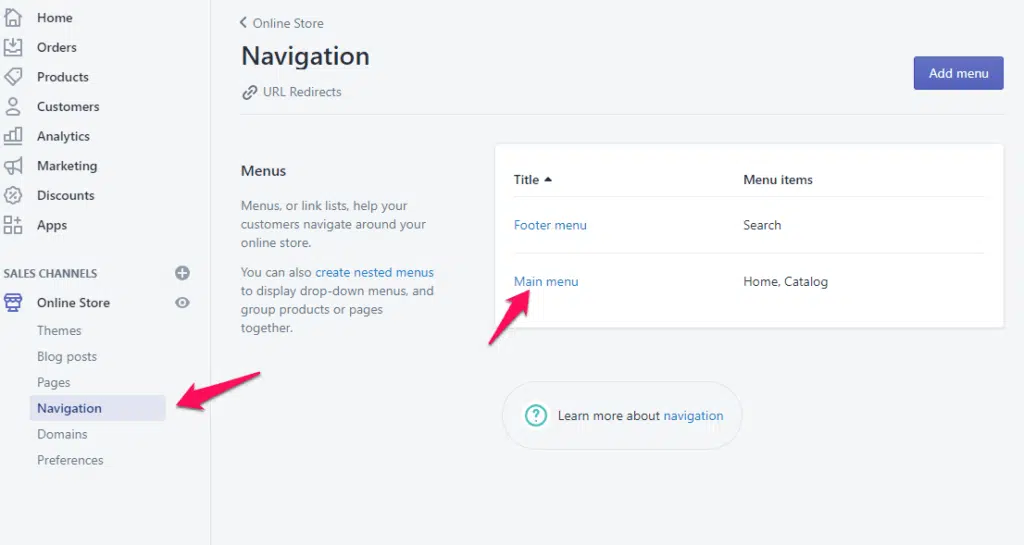 Home
Orders
Products
Customers
Analytics
Marketing
Discounts
Apps
SALES CHANNELS
Online Store
Themes
Blog posts
Pages
Navigation
Domains
Preferences
Online Store
Navigation
URL Redirects
Add menu
Menus
Menus, or link lists, help your
customers navigate around your
online store.
You can also create nested menus
to display drop-down menus, and
group products or pages
together.
Title Menu items
Footer menu Search
Main menu Home, Catalog
Learn more about navigation